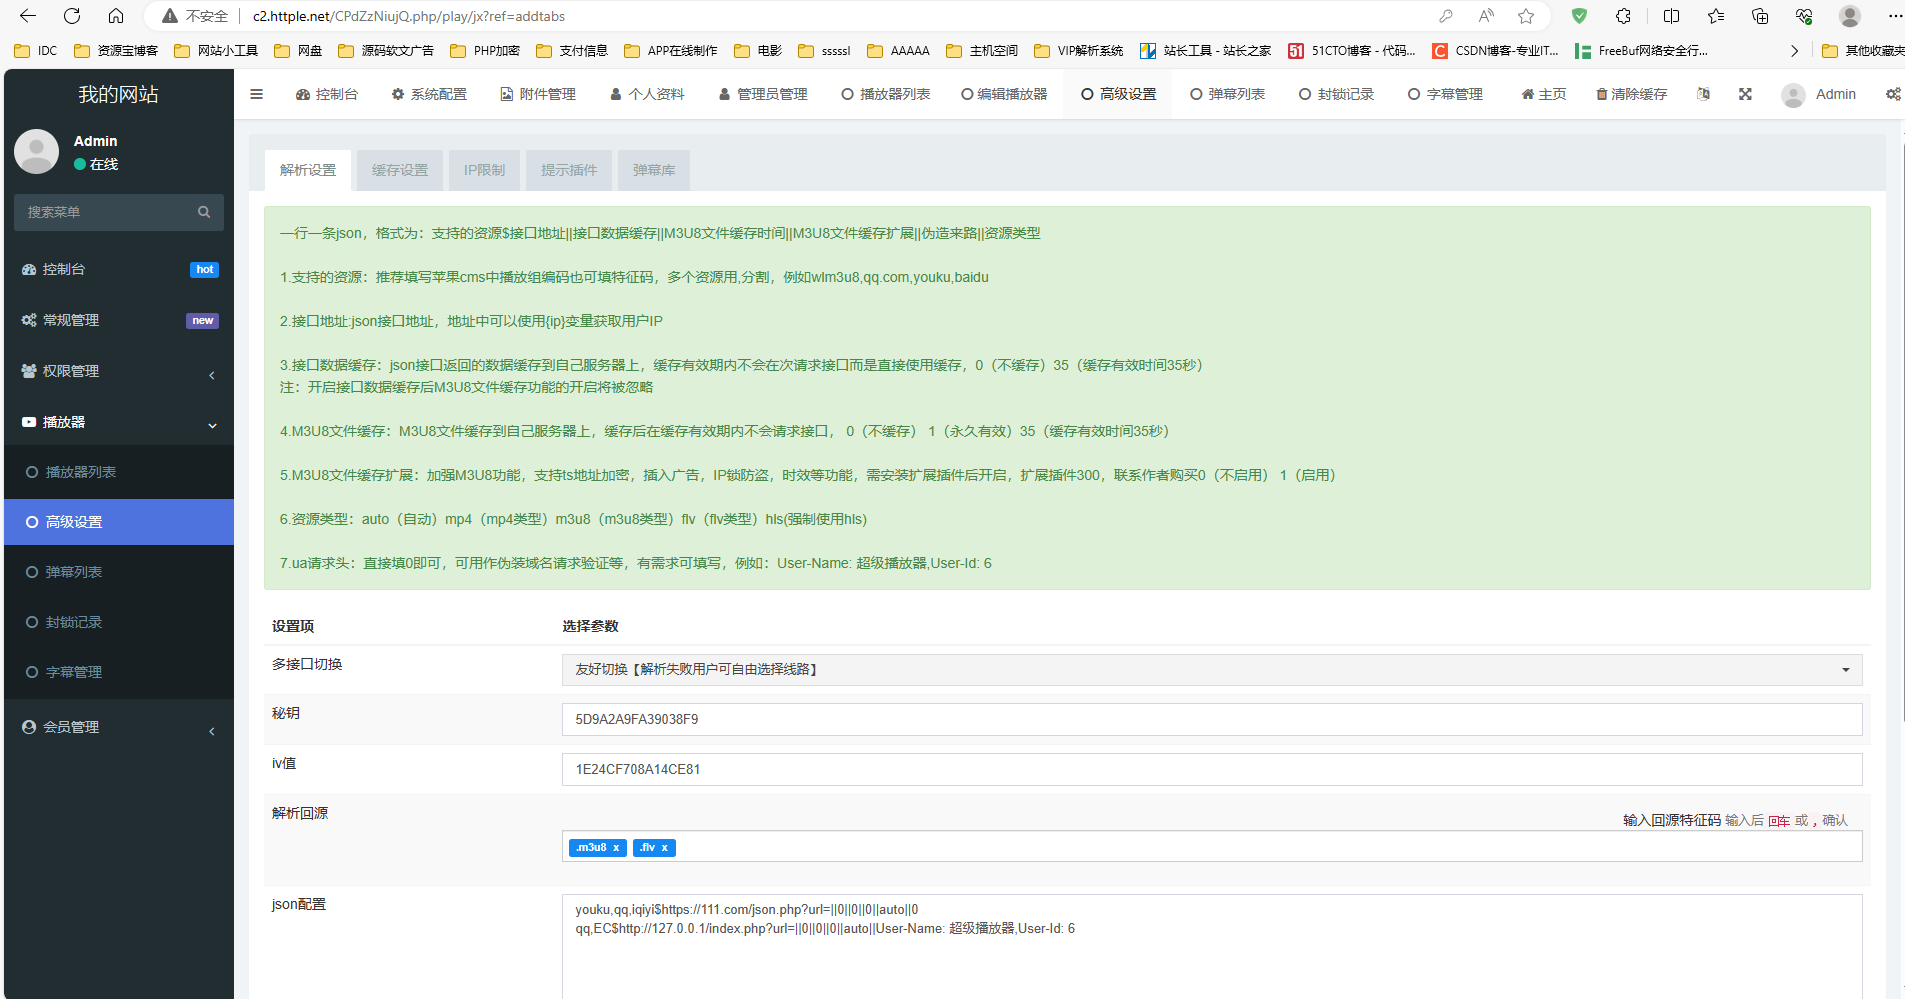 不安全
c2.httple.net/CPdZzNiujQ.php/play/jx?ref=addtabs
IDC 资源宝博客 网站小工具 网盘 源码软文广告 PHP加密 支付信息 APP在线制作 电影 sssssl AAAAA 主机空间 VIP解析系统 站长工具 - 站长之家 51CTO博客 - 代码... CSDN博客-专业IT... FreeBuf网络安全行... 其他收藏夹
我的网站
控制台 系统配置 附件管理 个人资料 管理员管理 播放器列表 编辑播放器 高级设置 弹幕列表 封锁记录 字幕管理 主页 清除缓存 Admin
Admin
在线
搜索菜单
控制台 hot
常规管理 new
权限管理
播放器
播放器列表
高级设置
弹幕列表
封锁记录
字幕管理
会员管理
解析设置 缓存设置 IP限制 提示插件 弹幕库
一行一条json，格式为：支持的资源$接口地址||接口数据缓存||M3U8文件缓存时间||M3U8文件缓存扩展||伪造来路||资源类型
1.支持的资源：推荐填写苹果cms中播放组编码也可填特征码，多个资源用,分割，例如wlm3u8,qq.com,youku,baidu
2.接口地址:json接口地址，地址中可以使用{ip}变量获取用户IP
3.接口数据缓存：json接口返回的数据缓存到自己服务器上，缓存有效期内不会在次请求接口而是直接使用缓存，0（不缓存）35（缓存有效时间35秒）
注：开启接口数据缓存后M3U8文件缓存功能的开启将被忽略
4.M3U8文件缓存：M3U8文件缓存到自己服务器上，缓存后在缓存有效期内不会请求接口， 0（不缓存） 1（永久有效）35（缓存有效时间35秒）
5.M3U8文件缓存扩展：加强M3U8功能，支持ts地址加密，插入广告，IP锁防盗，时效等功能，需安装扩展插件后开启，扩展插件300，联系作者购买0（不启用） 1（启用）
6.资源类型：auto（自动）mp4（mp4类型）m3u8（m3u8类型）flv（flv类型）hls(强制使用hls)
7.ua请求头：直接填0即可，可用作伪装域名请求验证等，有需求可填写，例如：User-Name: 超级播放器,User-Id: 6
设置项 选择参数
多接口切换 友好切换【解析失败用户可自由选择线路】
秘钥 5D9A2A9FA39038F9
iv值 1E24CF708A14CE81
解析回源 输入回源特征码 输入后 回车 或 , 确认
.m3u8 x .flv x
json配置
youku,qq,iqiyi$https://111.com/json.php?url=||0||0||0||auto||0
qq,EC$http://127.0.0.1/index.php?url=||0||0||0||auto||User-Name: 超级播放器,User-Id: 6